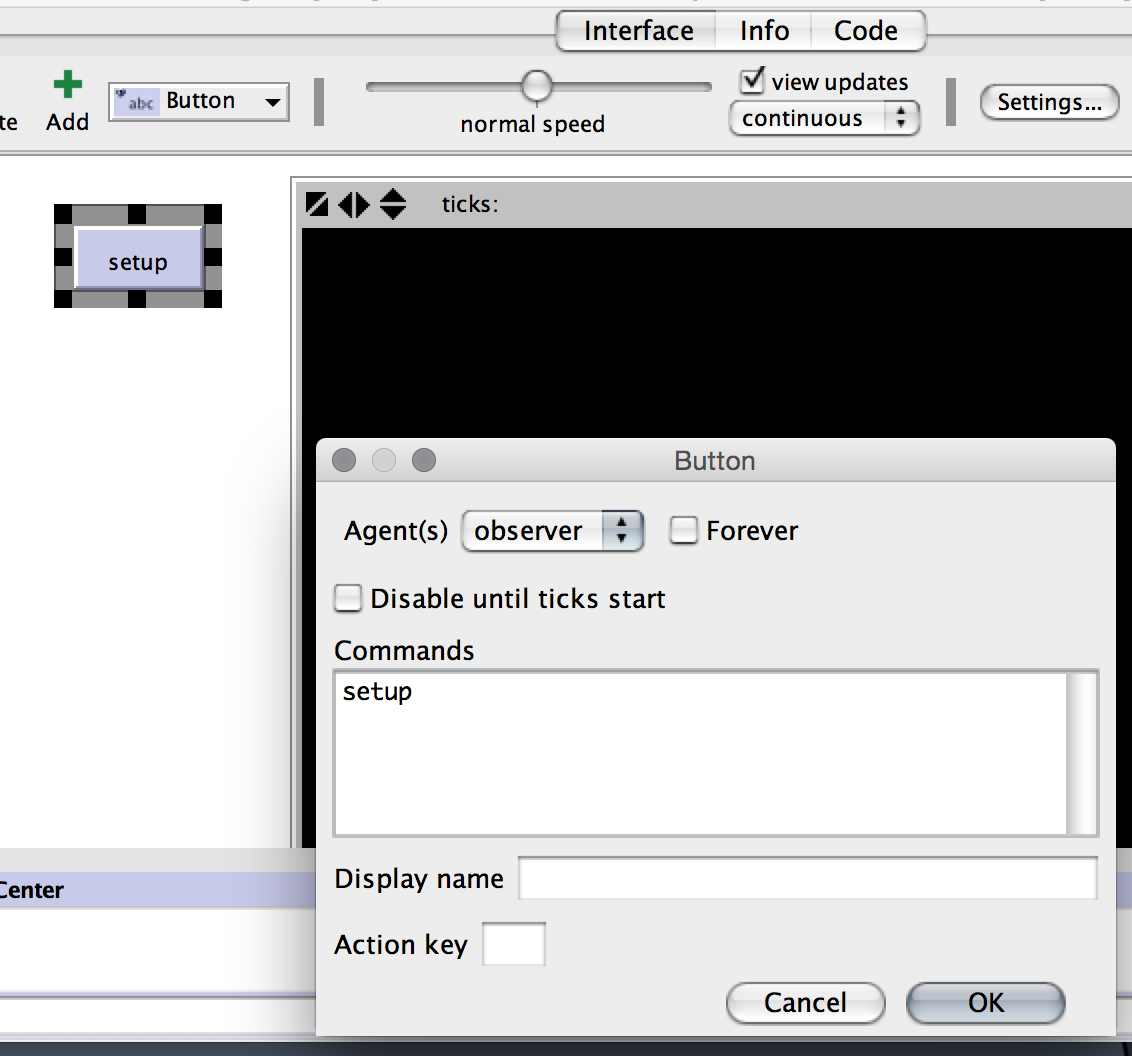 Interface Info Code
te Add abc Button
normal speed
view updates
continuous
Settings...
setup
ticks:
Button
Agent(s) observer Forever
Disable until ticks start
Commands
setup
Display name
Action key
Cancel OK
Center